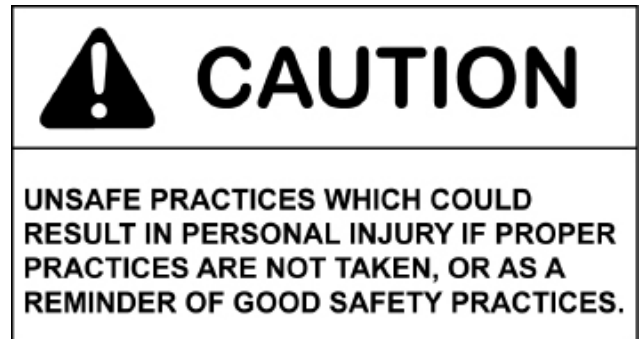 CAUTION
UNSAFE PRACTICES WHICH COULD
RESULT IN PERSONAL INJURY IF PROPER
PRACTICES ARE NOT TAKEN, OR AS A
REMINDER OF GOOD SAFETY PRACTICES.